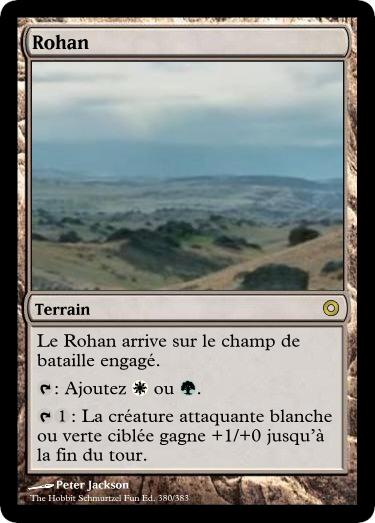 Rohan
Terrain
Le Rohan arrive sur le champ de
bataille engagé.
: Ajoutez ou .
1 : La créature attaquante blanche
ou verte ciblée gagne +1/+0 jusqu'à
la fin du tour.
Peter Jackson
The Hobbit Schmurtzel Fun Ed. 380/383